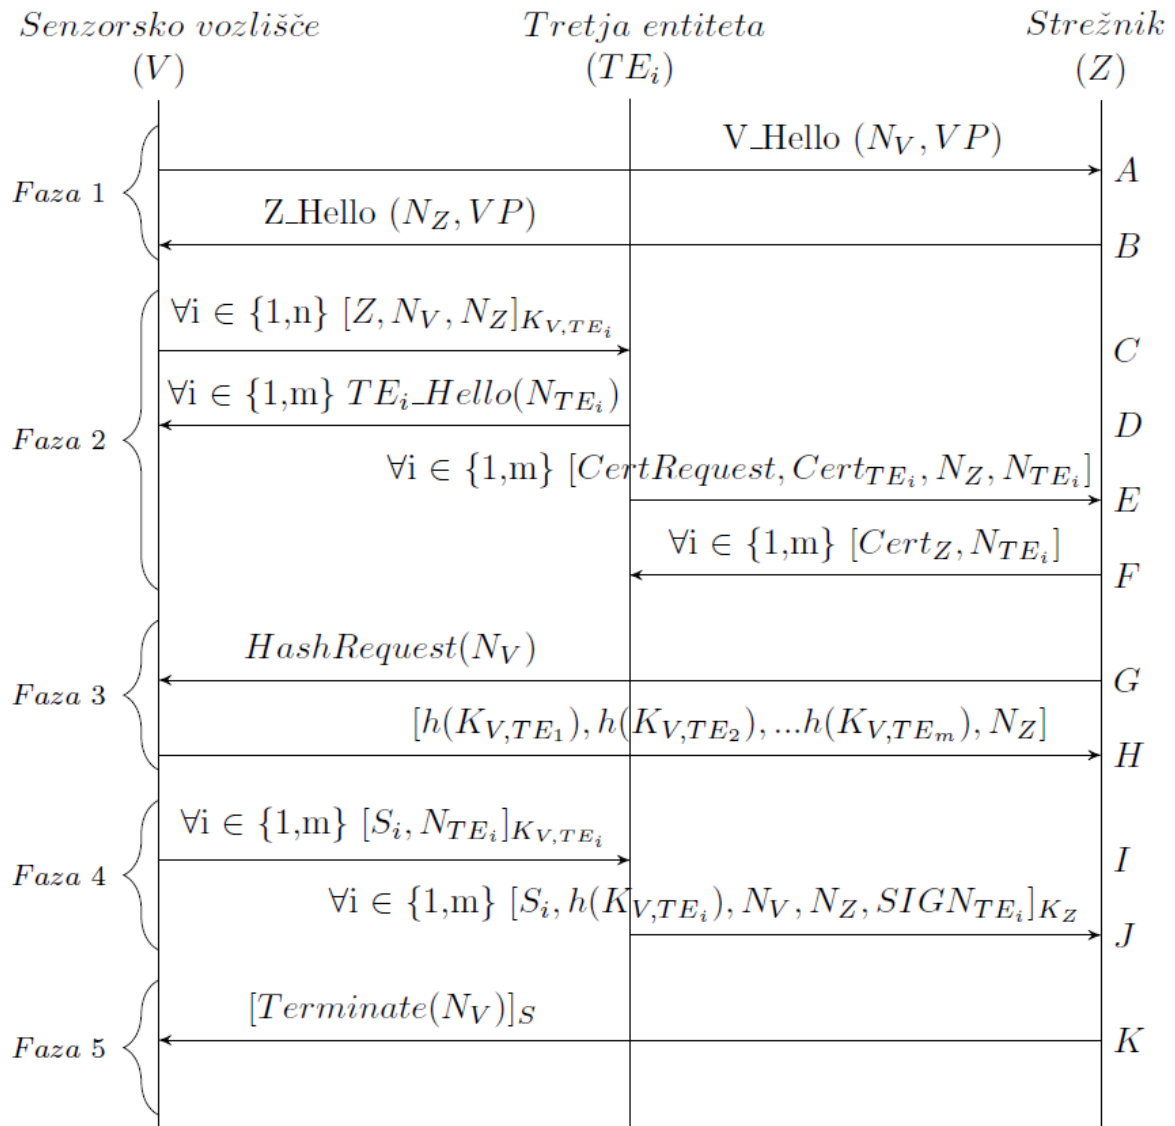 Senzorsko vozlišče Tretja entiteta Strežnik
(V) (TE_i) (Z)
V_Hello (N_V, VP)
A
Faza 1
Z_Hello (N_Z, VP)
B
∀i ∈ {1,n} [Z, N_V, N_Z]_{K_{V,TE_i}}
C
∀i ∈ {1,m} TE_i_Hello(N_{TE_i})
D
Faza 2
∀i ∈ {1,m} [CertRequest, Cert_{TE_i}, N_Z, N_{TE_i}]
E
∀i ∈ {1,m} [Cert_Z, N_{TE_i}]
F
HashRequest(N_V)
G
Faza 3
[h(K_{V,TE_1}), h(K_{V,TE_2}), ...h(K_{V,TE_m}), N_Z]
H
∀i ∈ {1,m} [S_i, N_{TE_i}]_{K_{V,TE_i}}
I
Faza 4
∀i ∈ {1,m} [S_i, h(K_{V,TE_i}), N_V, N_Z, SIGN_{TE_i}]_{K_Z}
J
[Terminate(N_V)]_S
K
Faza 5